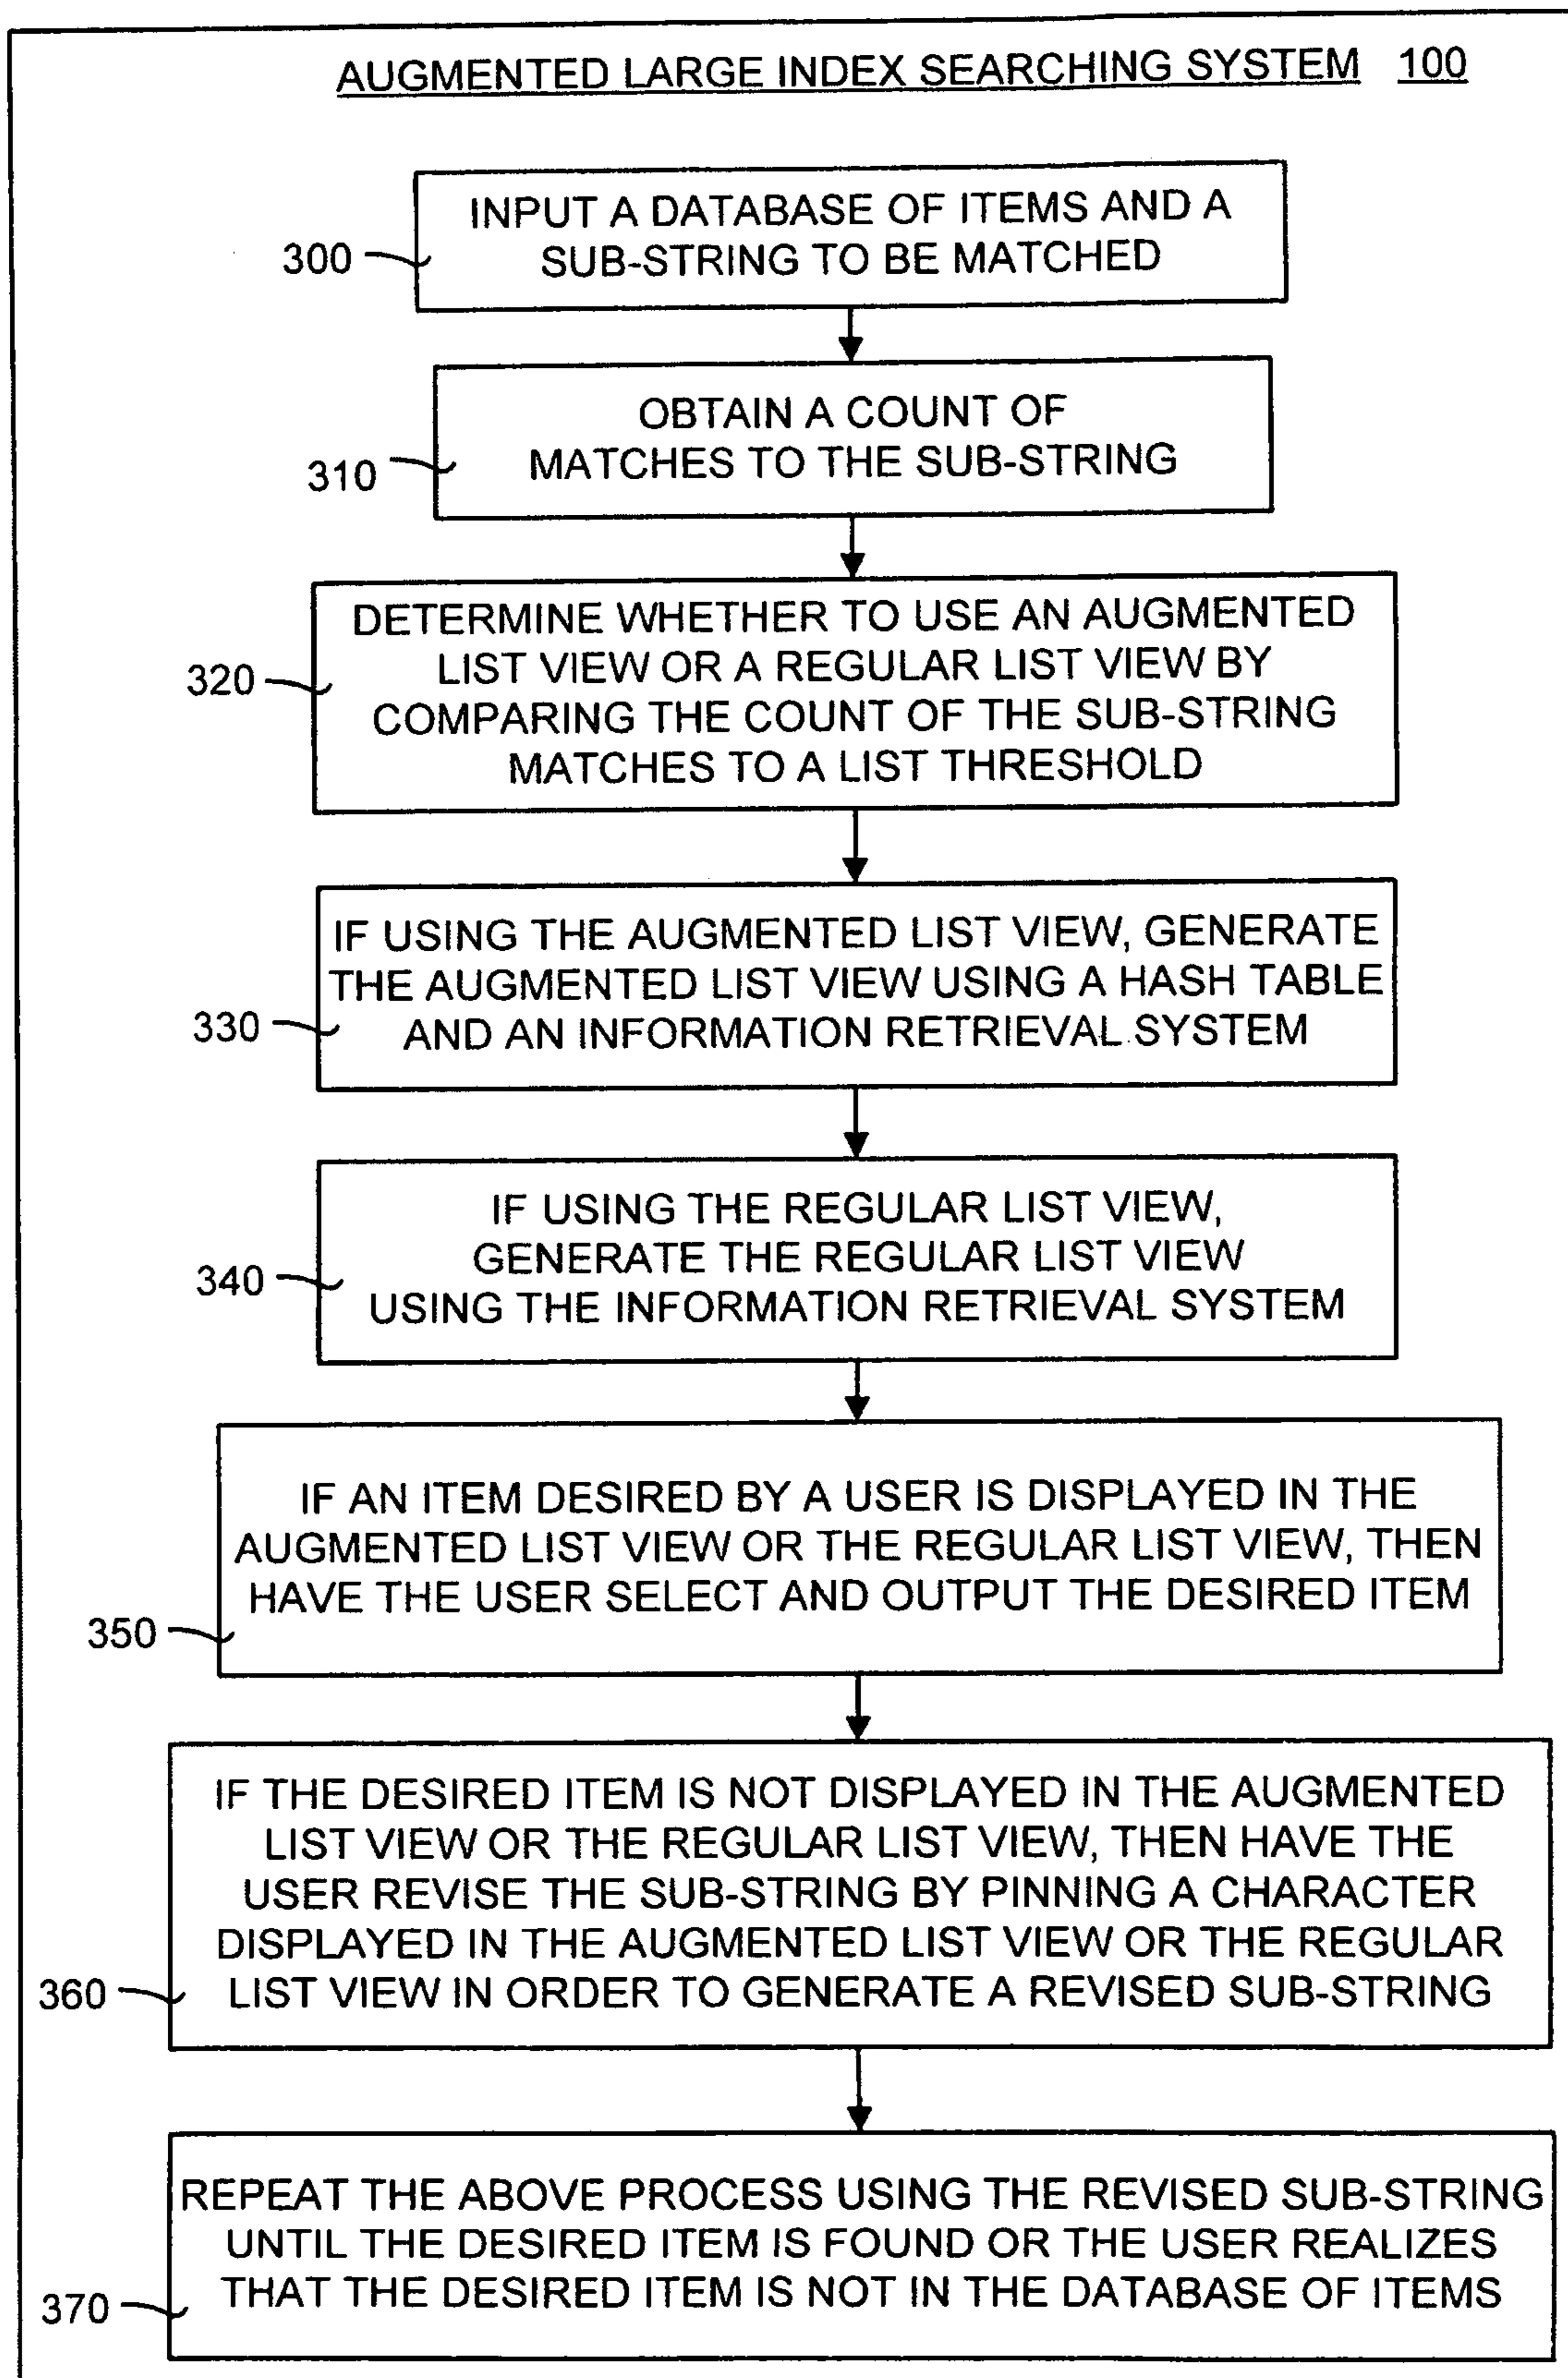 AUGMENTED LARGE INDEX SEARCHING SYSTEM 100
INPUT A DATABASE OF ITEMS AND A
SUB-STRING TO BE MATCHED
300
OBTAIN A COUNT OF
MATCHES TO THE SUB-STRING
310
DETERMINE WHETHER TO USE AN AUGMENTED
LIST VIEW OR A REGULAR LIST VIEW BY
COMPARING THE COUNT OF THE SUB-STRING
MATCHES TO A LIST THRESHOLD
320
IF USING THE AUGMENTED LIST VIEW, GENERATE
THE AUGMENTED LIST VIEW USING A HASH TABLE
AND AN INFORMATION RETRIEVAL SYSTEM
330
IF USING THE REGULAR LIST VIEW,
GENERATE THE REGULAR LIST VIEW
USING THE INFORMATION RETRIEVAL SYSTEM
340
IF AN ITEM DESIRED BY A USER IS DISPLAYED IN THE
AUGMENTED LIST VIEW OR THE REGULAR LIST VIEW, THEN
HAVE THE USER SELECT AND OUTPUT THE DESIRED ITEM
350
IF THE DESIRED ITEM IS NOT DISPLAYED IN THE AUGMENTED
LIST VIEW OR THE REGULAR LIST VIEW, THEN HAVE THE
USER REVISE THE SUB-STRING BY PINNING A CHARACTER
DISPLAYED IN THE AUGMENTED LIST VIEW OR THE REGULAR
LIST VIEW IN ORDER TO GENERATE A REVISED SUB-STRING
360
REPEAT THE ABOVE PROCESS USING THE REVISED SUB-STRING
UNTIL THE DESIRED ITEM IS FOUND OR THE USER REALIZES
THAT THE DESIRED ITEM IS NOT IN THE DATABASE OF ITEMS
370